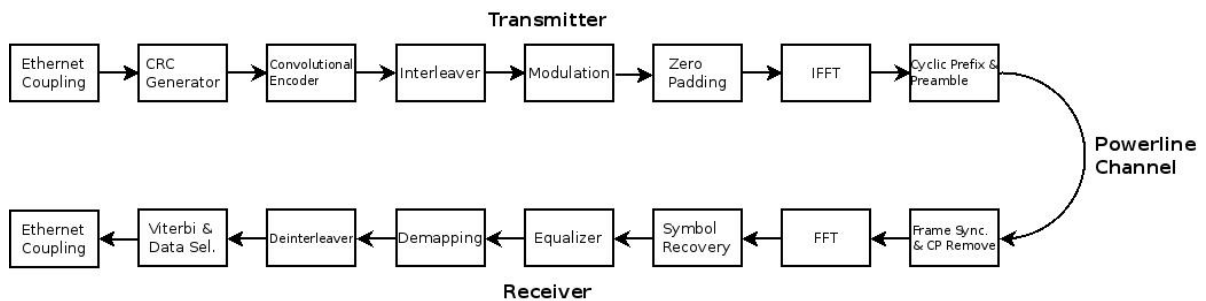 Transmitter
Ethernet
Coupling
CRC
Generator
Convolutional
Encoder
Interleaver
Modulation
Zero
Padding
IFFT
Cyclic Prefix &
Preamble
Powerline
Channel
Ethernet
Coupling
Viterbi &
Data Sel.
Deinterleaver
Demapping
Equalizer
Symbol
Recovery
FFT
Frame Sync.
& CP Remove
Receiver